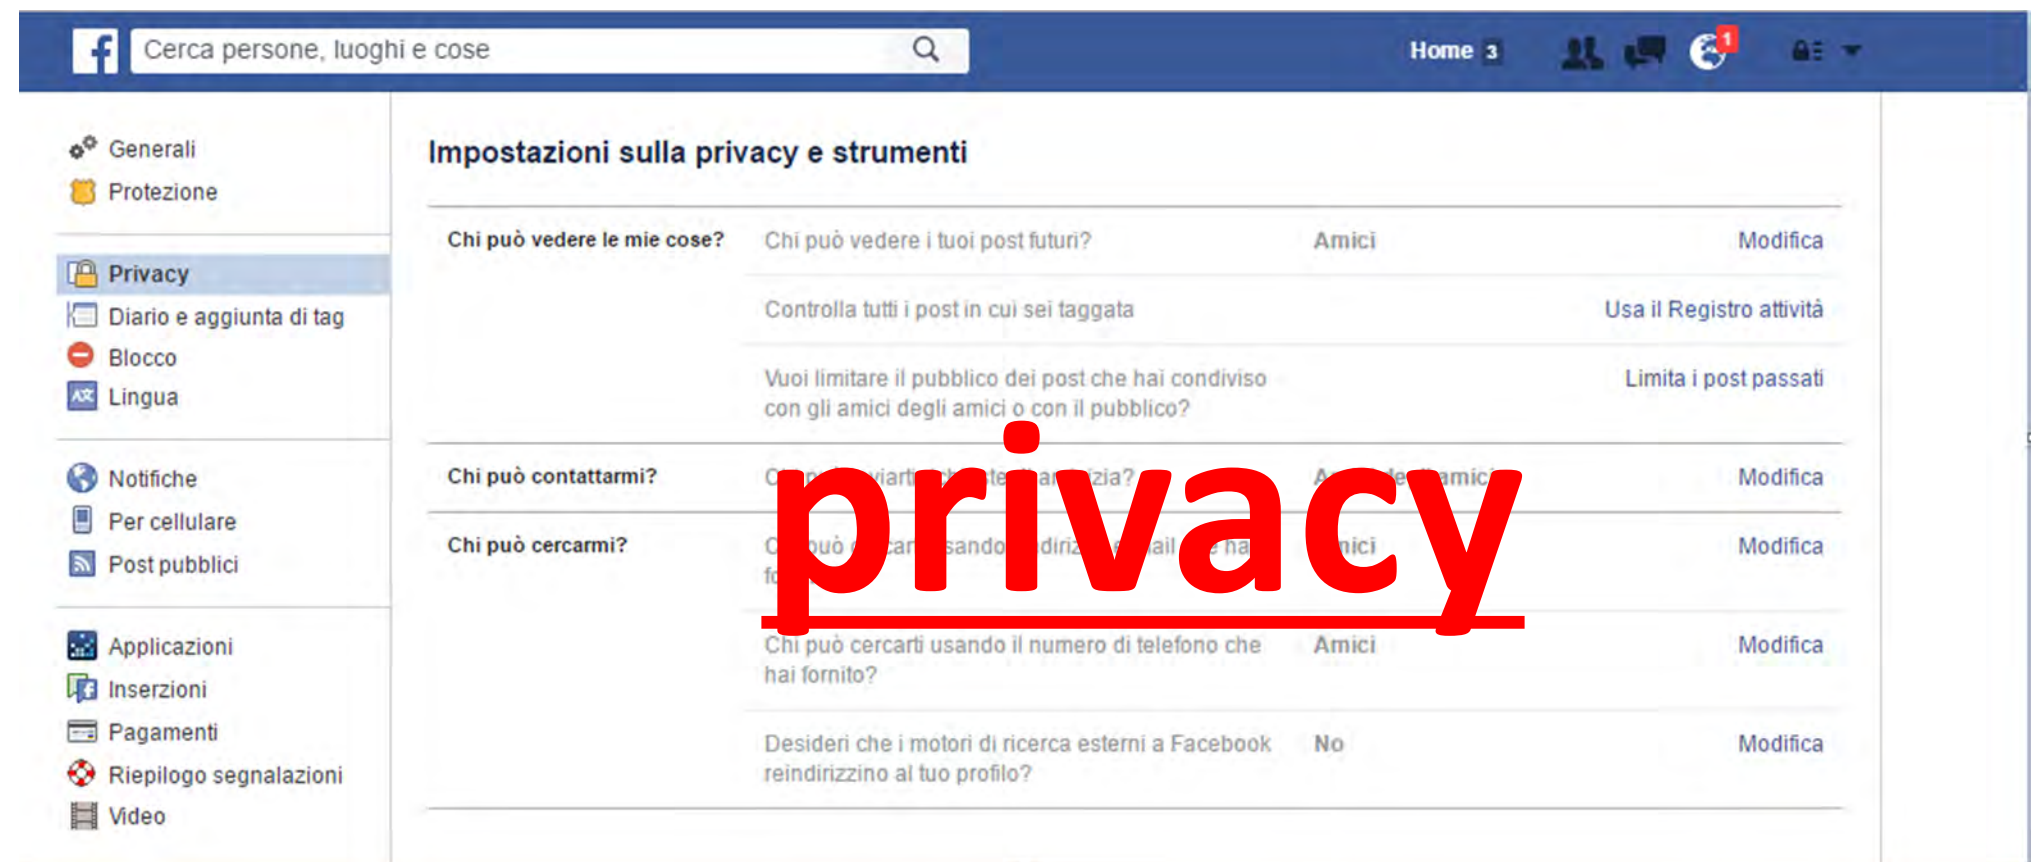 f Cerca persone, luoghi e cose Home 3 1
Generali
Protezione
Privacy
Diario e aggiunta di tag
Blocco
Lingua
Notifiche
Per cellulare
Post pubblici
Applicazioni
Inserzioni
Pagamenti
Riepilogo segnalazioni
Video
Impostazioni sulla privacy e strumenti
Chi può vedere le mie cose? Chi può vedere i tuoi post futuri? Amici Modifica
Controlla tutti i post in cui sei taggata Usa il Registro attività
Vuoi limitare il pubblico dei post che hai condiviso Limita i post passati
con gli amici degli amici o con il pubblico?
Chi può contattarmi? Modifica
privacy
Chi può cercarmi? Modifica
Chi può cercarti usando il numero di telefono che Amici Modifica
hai fornito?
Desideri che i motori di ricerca esterni a Facebook No Modifica
reindirizzino al tuo profilo?